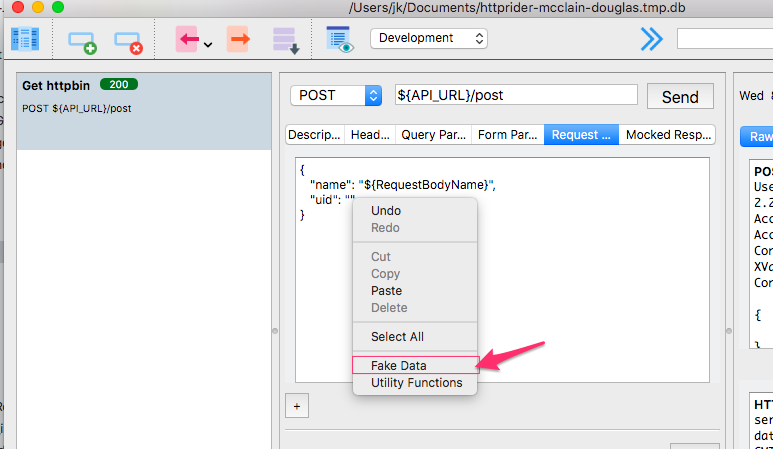 /Users/jk/Documents/httprider-mcclain-douglas.tmp.db
Development
Get httpbin 200
POST ${API_URL}/post
POST ${API_URL}/post Send
Descrip... Head... Query Par... Form Par... Request ... Mocked Resp...
{
"name": "${RequestBodyName}",
"uid": ""
}
Undo
Redo
Cut
Copy
Paste
Delete
Select All
Fake Data
Utility Functions
+
Wed
Raw
POS
Use
2.2
Acc
Acc
Con
XVa
Con
{
}
HTT
ser
dat